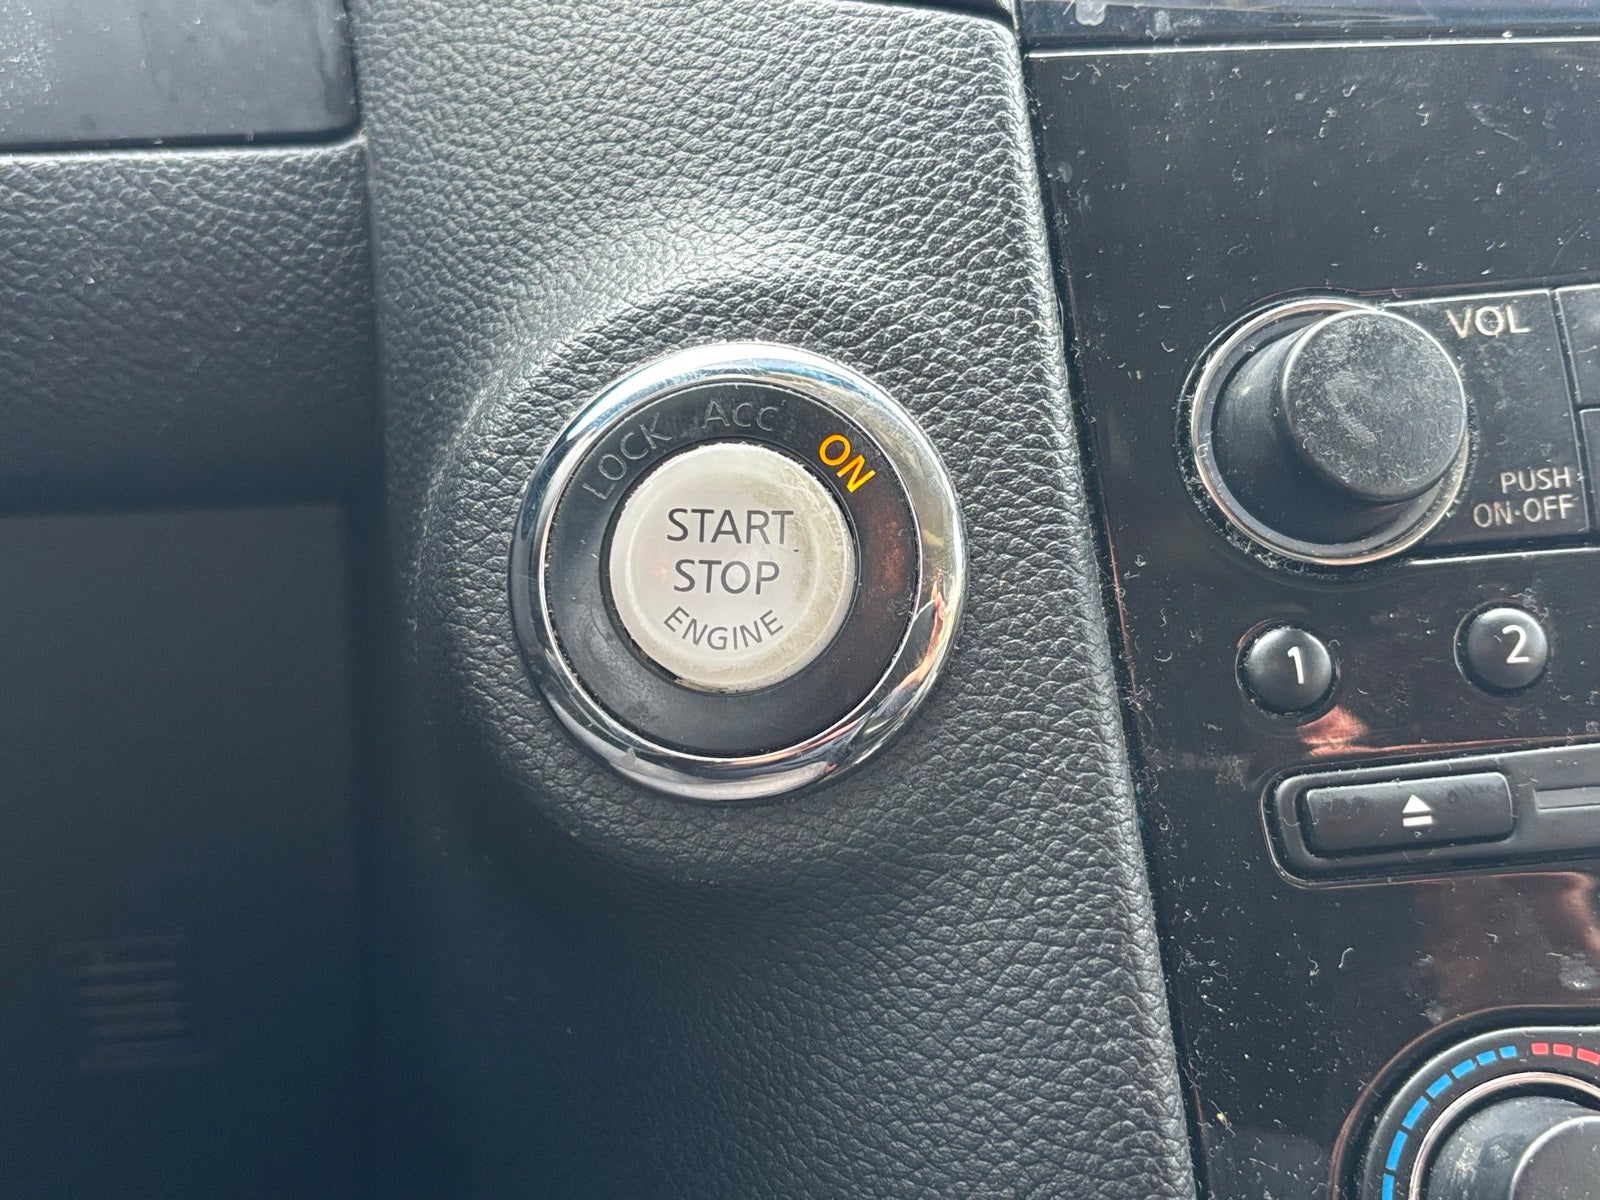 LOCK ACC ON
START
STOP
ENGINE
VOL
PUSH
ON·OFF
1
2